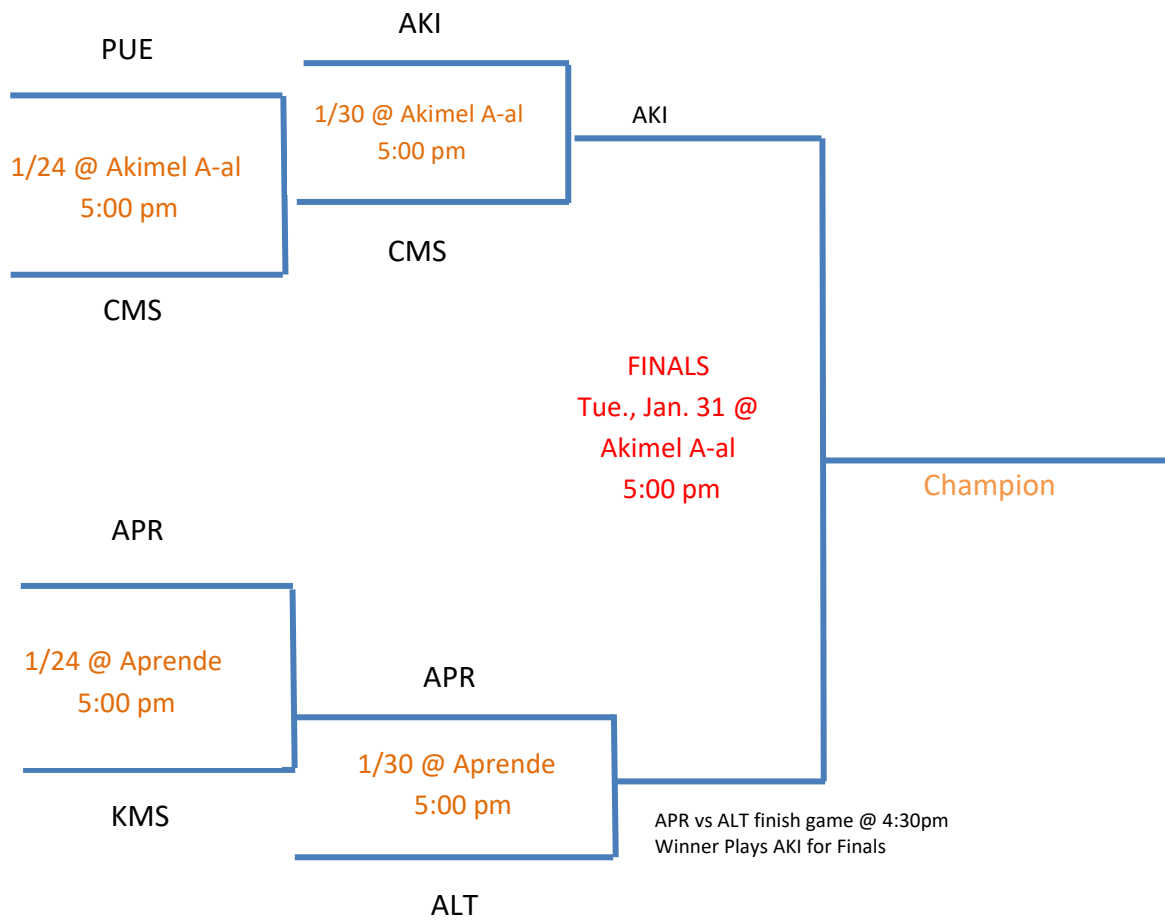 PUE
AKI
1/24 @ Akimel A-al
5:00 pm
1/30 @ Akimel A-al
5:00 pm
AKI
CMS
CMS
FINALS
Tue., Jan. 31 @
Akimel A-al
5:00 pm
Champion
APR
1/24 @ Aprende
5:00 pm
APR
KMS
1/30 @ Aprende
5:00 pm
APR vs ALT finish game @ 4:30pm
Winner Plays AKI for Finals
ALT